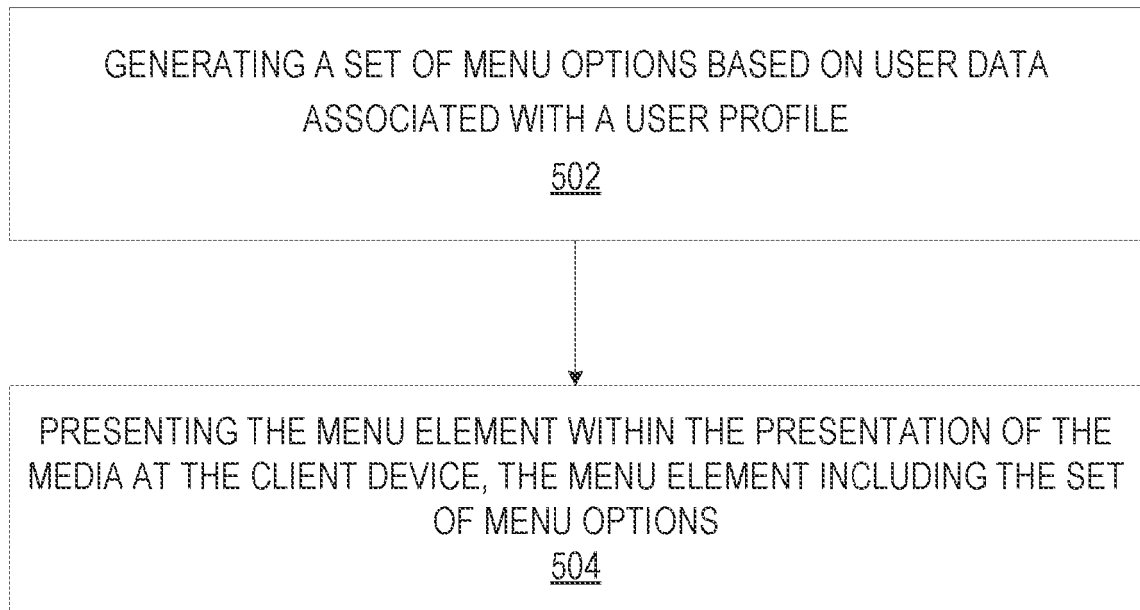 GENERATING A SET OF MENU OPTIONS BASED ON USER DATA
ASSOCIATED WITH A USER PROFILE
502
PRESENTING THE MENU ELEMENT WITHIN THE PRESENTATION OF THE
MEDIA AT THE CLIENT DEVICE, THE MENU ELEMENT INCLUDING THE SET
OF MENU OPTIONS
504